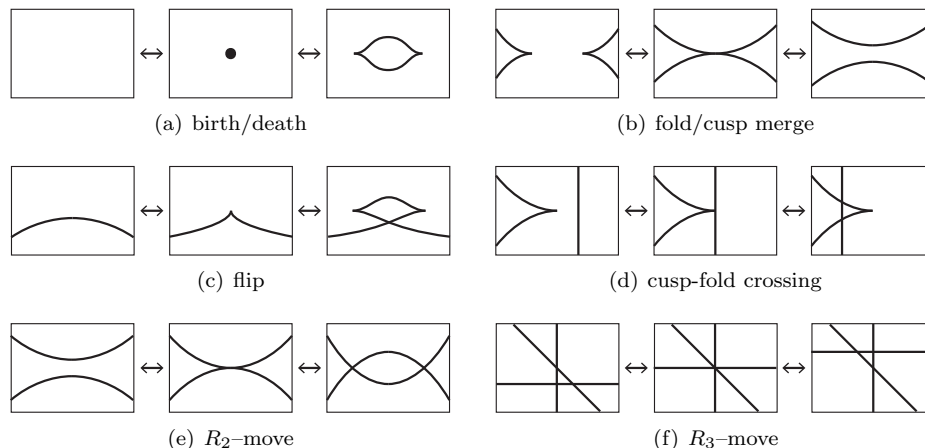 (a) birth/death
(b) fold/cusp merge
(c) flip
(d) cusp-fold crossing
(e) R₂–move
(f) R₃–move